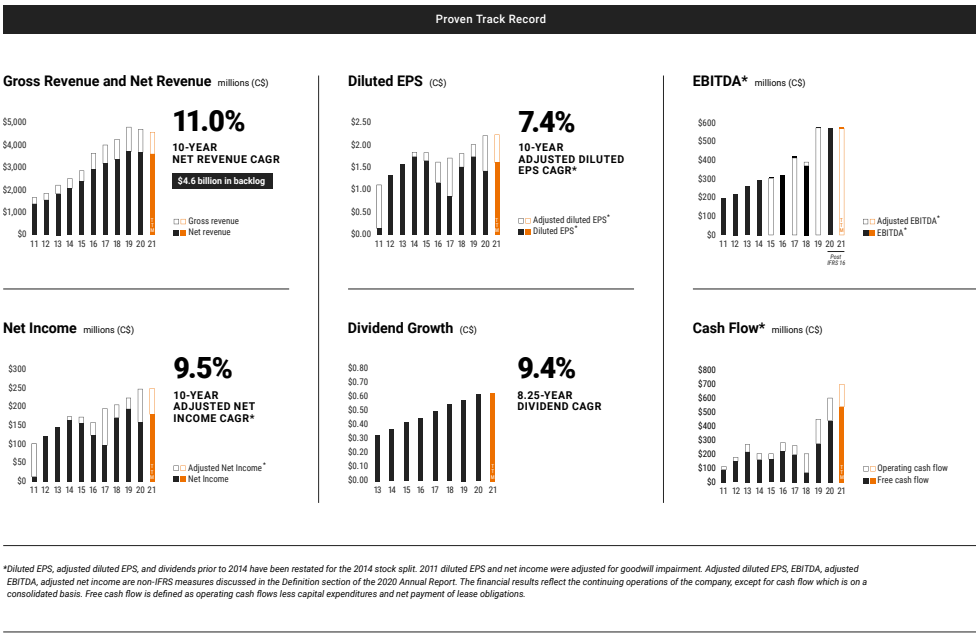 Proven Track Record
Gross Revenue and Net Revenue millions (C$)
$5,000
$4,000
$3,000
$2,000
$1,000
$0
11 12 13 14 15 16 17 18 19 20 21
11.0%
10-YEAR
NET REVENUE CAGR
$4.6 billion in backlog
Gross revenue
Net revenue
Diluted EPS (C$)
$2.50
$2.00
$1.50
$1.00
$0.50
$0.00
11 12 13 14 15 16 17 18 19 20 21
7.4%
10-YEAR
ADJUSTED DILUTED
EPS CAGR*
Adjusted diluted EPS*
Diluted EPS*
EBITDA* millions (C$)
$600
$500
$400
$300
$200
$100
$0
11 12 13 14 15 16 17 18 19 20 21
Post
IFRS 16
Adjusted EBITDA*
EBITDA*
Net Income millions (C$)
$300
$250
$200
$150
$100
$50
$0
11 12 13 14 15 16 17 18 19 20 21
9.5%
10-YEAR
ADJUSTED NET
INCOME CAGR*
Adjusted Net Income*
Net Income
Dividend Growth (C$)
$0.80
$0.70
$0.60
$0.50
$0.40
$0.30
$0.20
$0.10
$0.00
13 14 15 16 17 18 19 20 21
9.4%
8.25-YEAR
DIVIDEND CAGR
Cash Flow* millions (C$)
$800
$700
$600
$500
$400
$300
$200
$100
$0
11 12 13 14 15 16 17 18 19 20 21
Operating cash flow
Free cash flow
*Diluted EPS, adjusted diluted EPS, and dividends prior to 2014 have been restated for the 2014 stock split. 2011 diluted EPS and net income were adjusted for goodwill impairment. Adjusted diluted EPS, EBITDA, adjusted
EBITDA, adjusted net income are non-IFRS measures discussed in the Definition section of the 2020 Annual Report. The financial results reflect the continuing operations of the company, except for cash flow which is on a
consolidated basis. Free cash flow is defined as operating cash flows less capital expenditures and net payment of lease obligations.